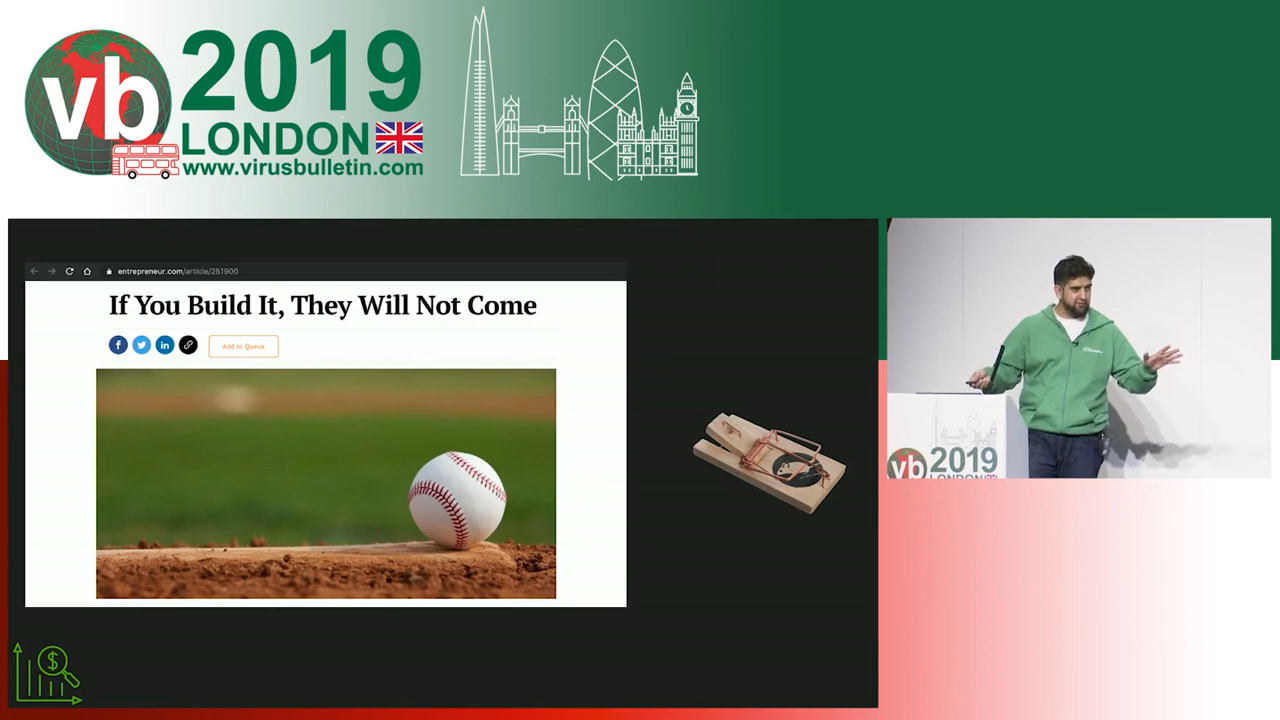 vb
2019
LONDON
www.virusbulletin.com
entrepreneur.com/article/251900
If You Build It, They Will Not Come
Add to Queue
vb
2019
LONDON